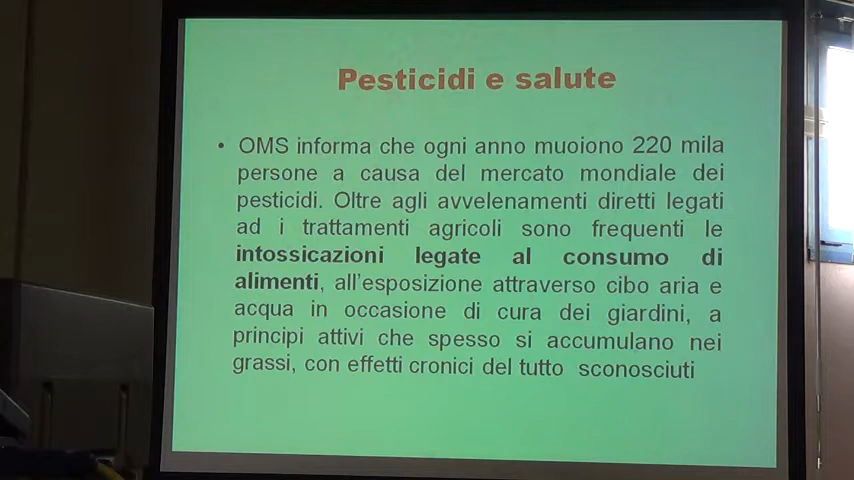 Pesticidi e salute
• OMS informa che ogni anno muoiono 220 mila
persone a causa del mercato mondiale dei
pesticidi. Oltre agli avvelenamenti diretti legati
ad i trattamenti agricoli sono frequenti le
intossicazioni legate al consumo di
alimenti, all'esposizione attraverso cibo aria e
acqua in occasione di cura dei giardini, a
principi attivi che spesso si accumulano nei
grassi, con effetti cronici del tutto sconosciuti